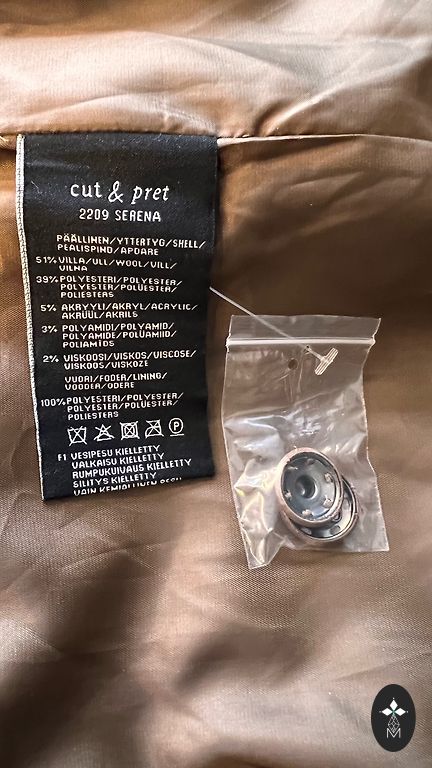 cut & pret
2209 SERENA
PÄÄLLINEN/YTTERTYG/SHELL/
PEALISPIND/APDARE
51% VILLA/ULL/WOOL/VILL/
VILNA
39% POLYESTERI/POLYESTER/
POLYESTER/POLÜESTER/
POLIESTERS
5% AKRYYLI/AKRYL/ACRYLIC/
AKRÜÜL/AKRILS
3% POLYAMIDI/POLYAMID/
POLYAMIDE/POLÜAMIID/
POLIAMIDS
2% VISKOOSI/VISKOS/VISCOSE/
VISKOOS/VISKOZE
VUORI/FODER/LINING/
VOODER/ODERE
100% POLYESTERI/POLYESTER/
POLYESTER/POLÜESTER/
POLIESTERS
P
FI VESIPESU KIELLETTY
VALKAISU KIELLETTY
RUMPUKUIVAUS KIELLETTY
SILITYS KIELLETTY
VAIN KEMIALLINEN PESU
M